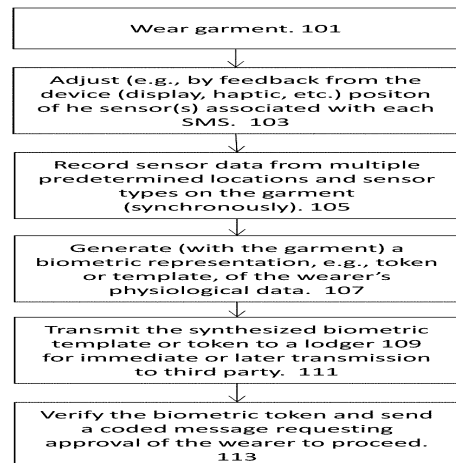 Wear garment. 101
Adjust (e.g., by feedback from the
device (display, haptic, etc.) positon
of he sensor(s) associated with each
SMS. 103
Record sensor data from multiple
predetermined locations and sensor
types on the garment
(synchronously). 105
Generate (with the garment) a
biometric representation, e.g., token
or template, of the wearer's
physiological data. 107
Transmit the synthesized biometric
template or token to a lodger 109
for immediate or later transmission
to third party. 111
Verify the biometric token and send
a coded message requesting
approval of the wearer to proceed.
113